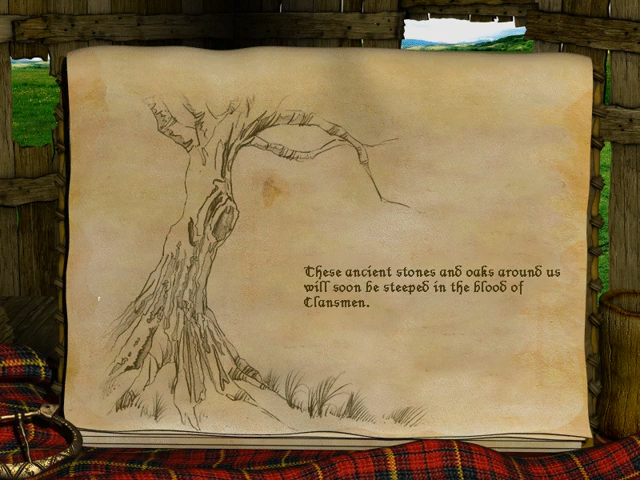 These ancient stones and oaks around us
will soon be steeped in the blood of
Clansmen.